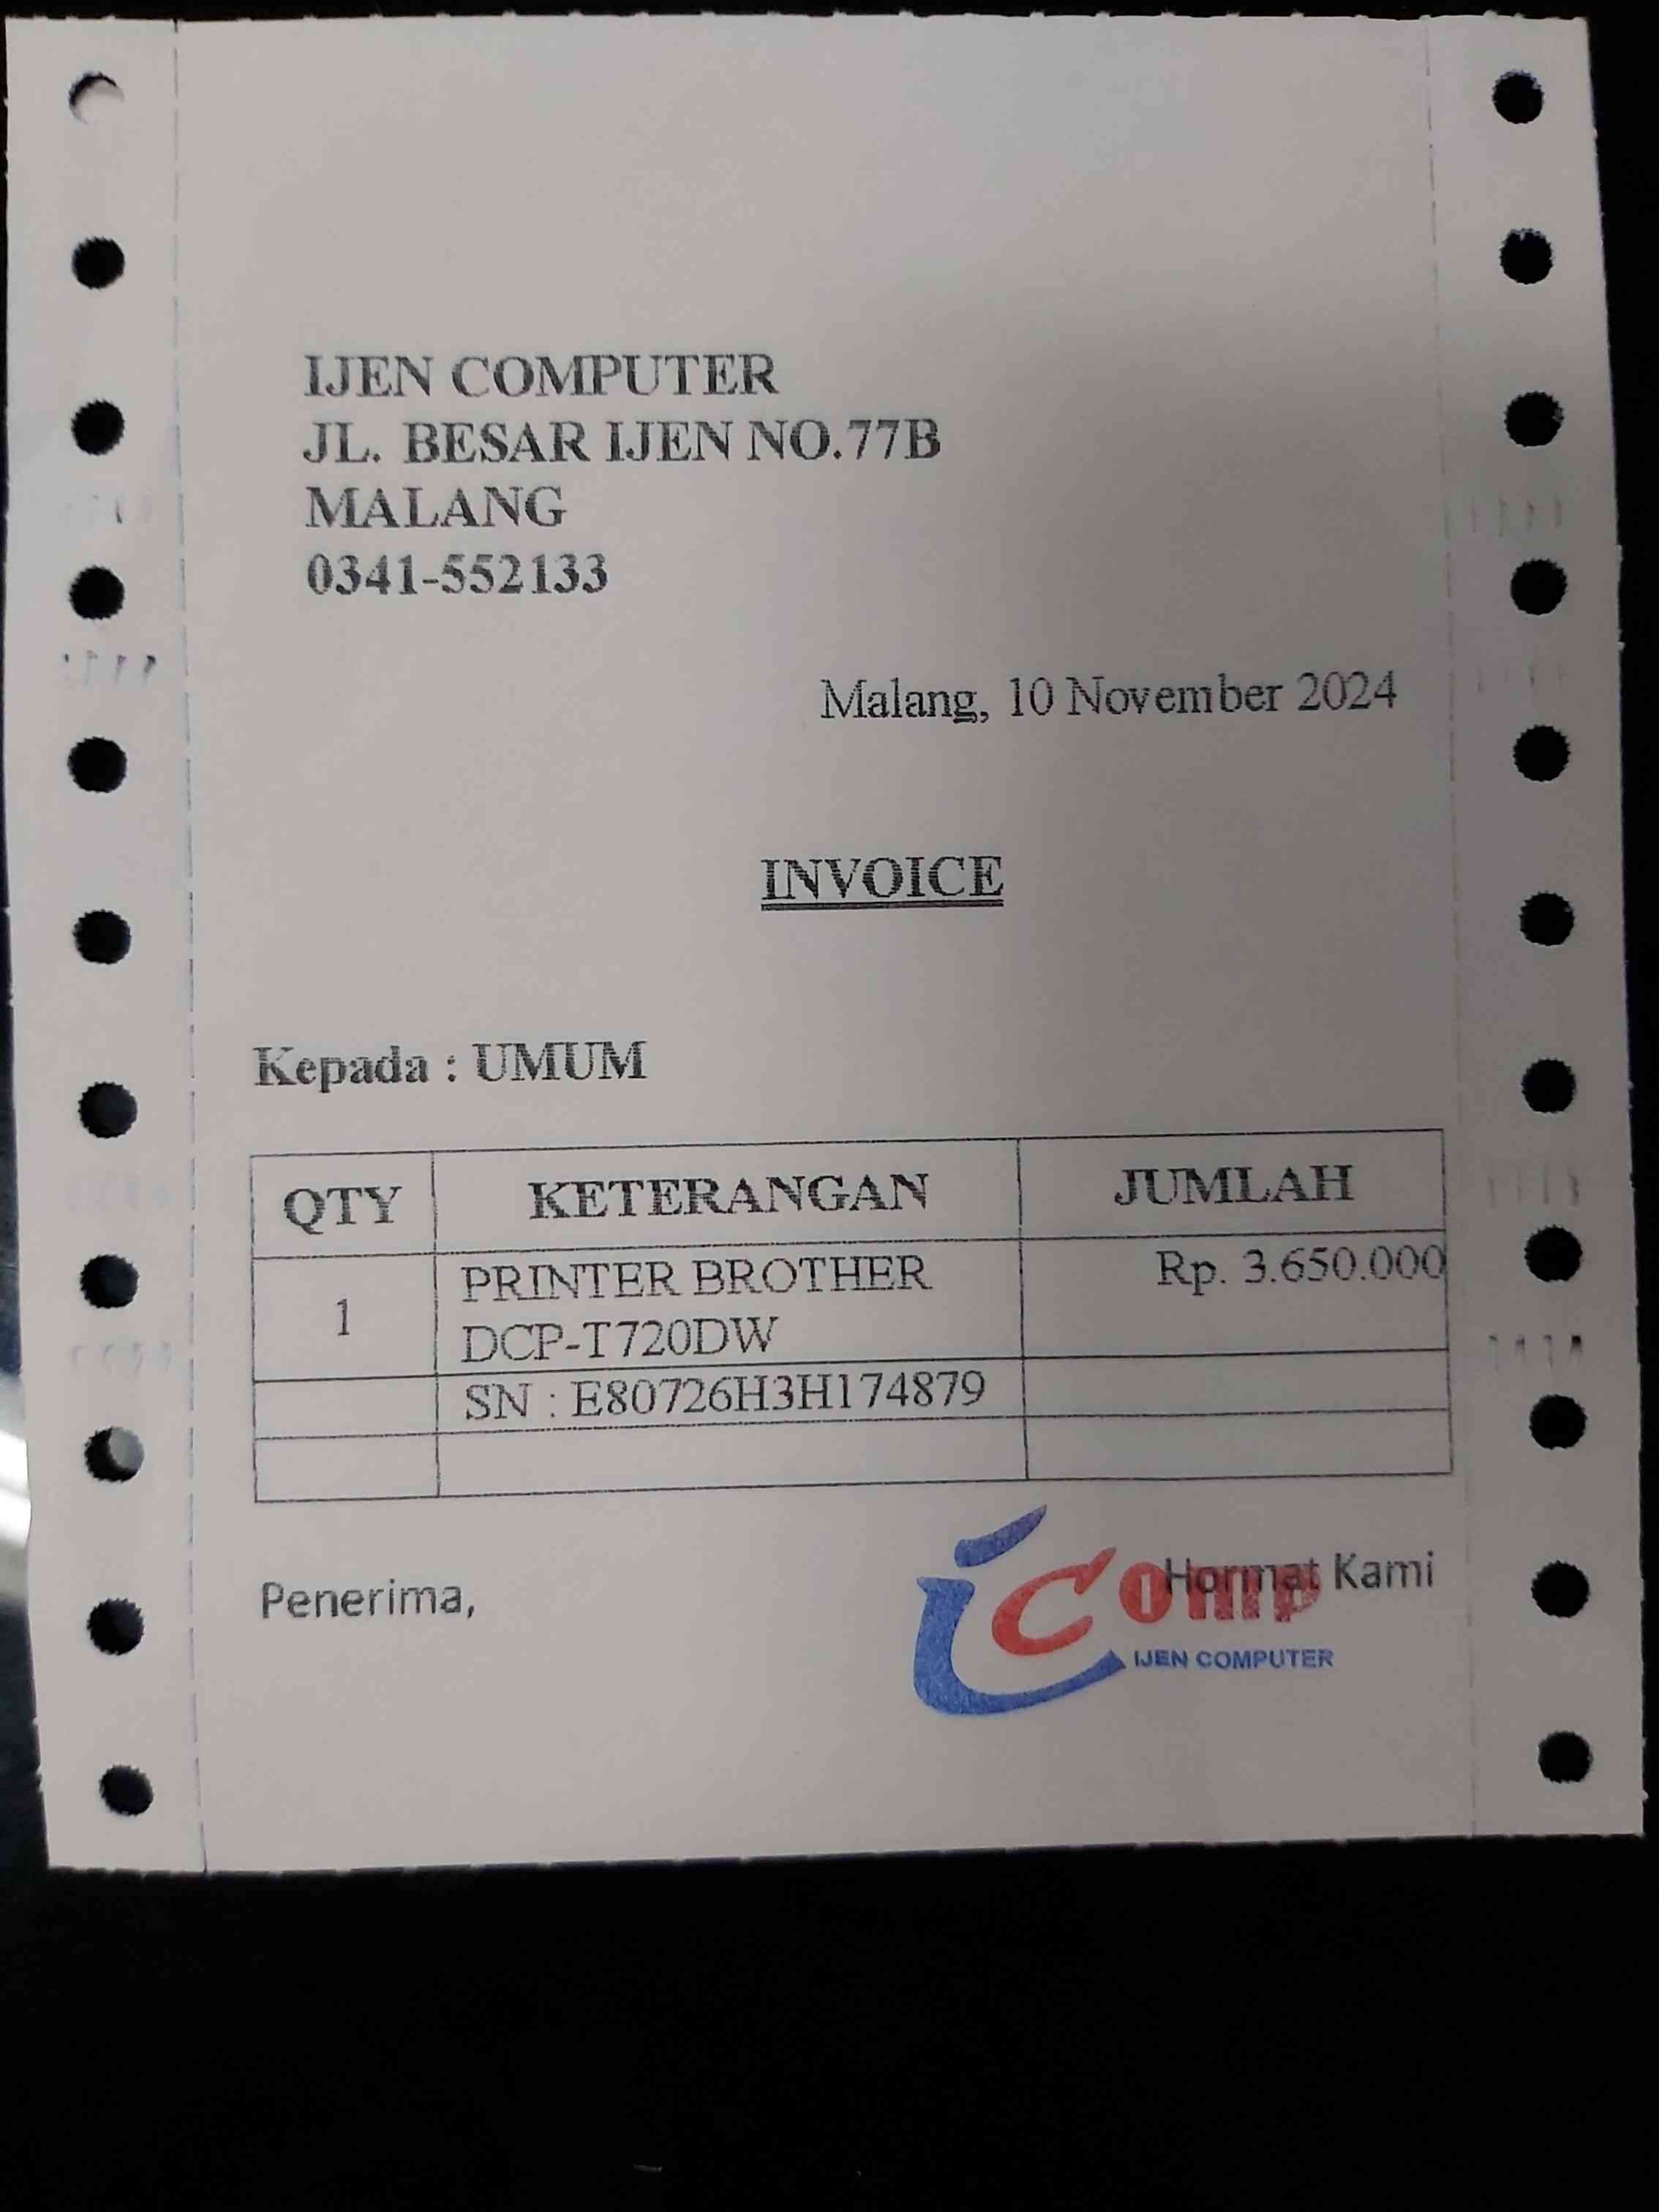 IJEN COMPUTER
JL. BESAR IJEN NO.77B
MALANG
0341-552133
Malang, 10 November 2024
INVOICE
Kepada : UMUM
QTY KETERANGAN JUMLAH
1 PRINTER BROTHER Rp. 3.650.000
DCP-T720DW
SN : E80726H3H174879
Penerima, Hormat Kami
iComp
IJEN COMPUTER